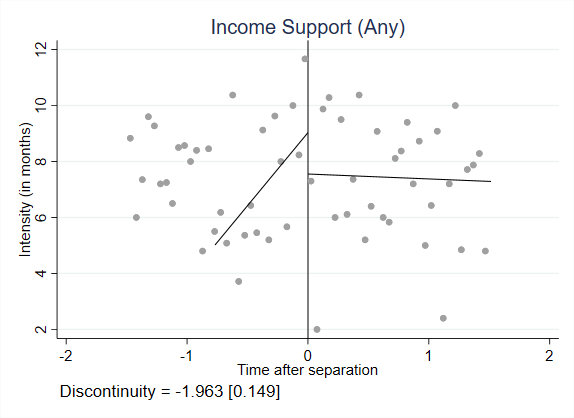 Income Support (Any)
Intensity (in months)
12
10
8
6
4
2
-2 -1 0 1 2
Time after separation
Discontinuity = -1.963 [0.149]